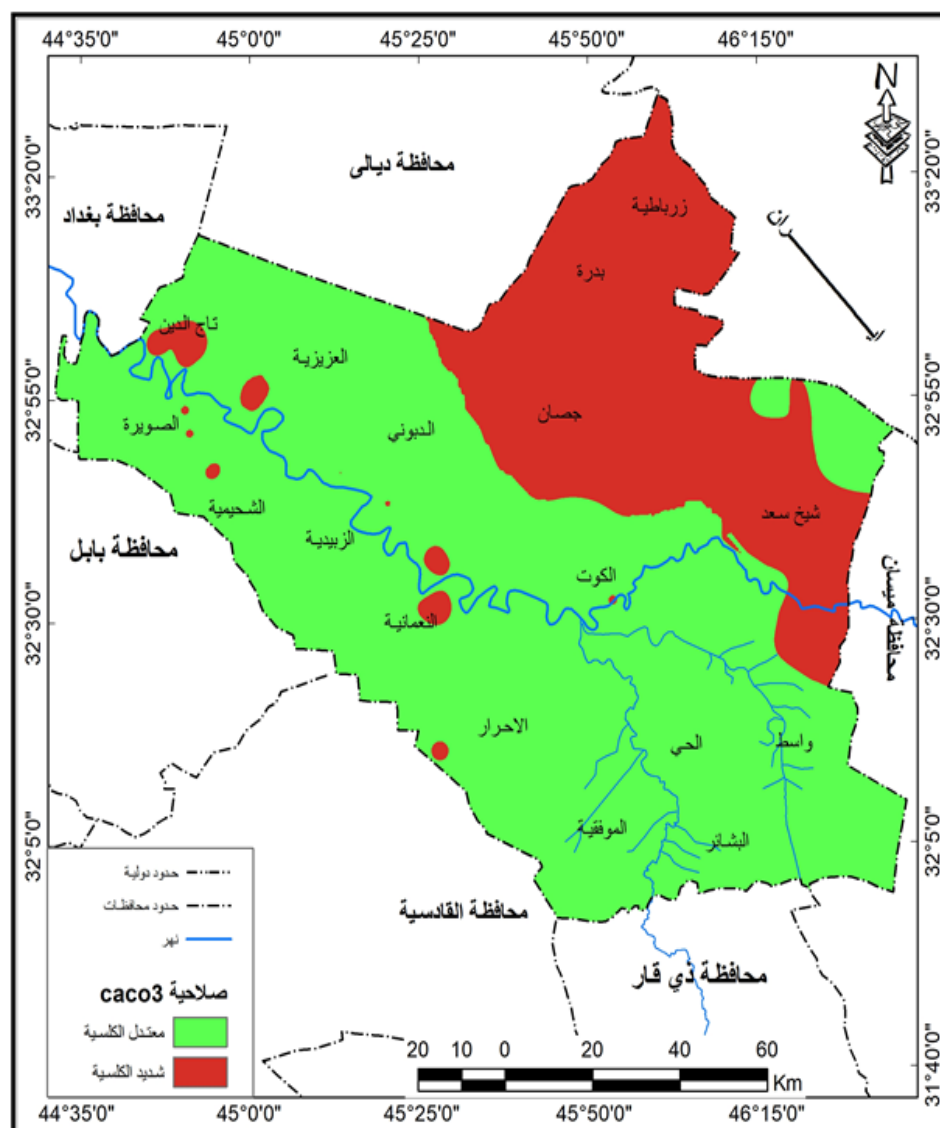 44°35'0" 45°0'0" 45°25'0" 45°50'0" 46°15'0"
N
33°20'0"
33°20'0"
محافظة ديالى
زرباطية
محافظة بغداد
بدرة
تاج الدين
العزيزية
32°55'0"
32°55'0"
جصان
الصويرة
الدبوني
الشحيمية
شيخ سعد
الزبيدية
محافظة بابل
الكوت
محافظة ميسان
32°30'0"
32°30'0"
النعمانية
الاحرار
الحي
واسط
الموفقية
البشائر
32°5'0"
32°5'0"
حدود دولية
حدود محافظات
محافظة القادسية
نهر
محافظة ذي قار
صلاحية caco3
معتدل الكلسية
شديد الكلسية
20 10 0 20 40 60
Km
31°40'0"
44°35'0" 45°0'0" 45°25'0" 45°50'0" 46°15'0"